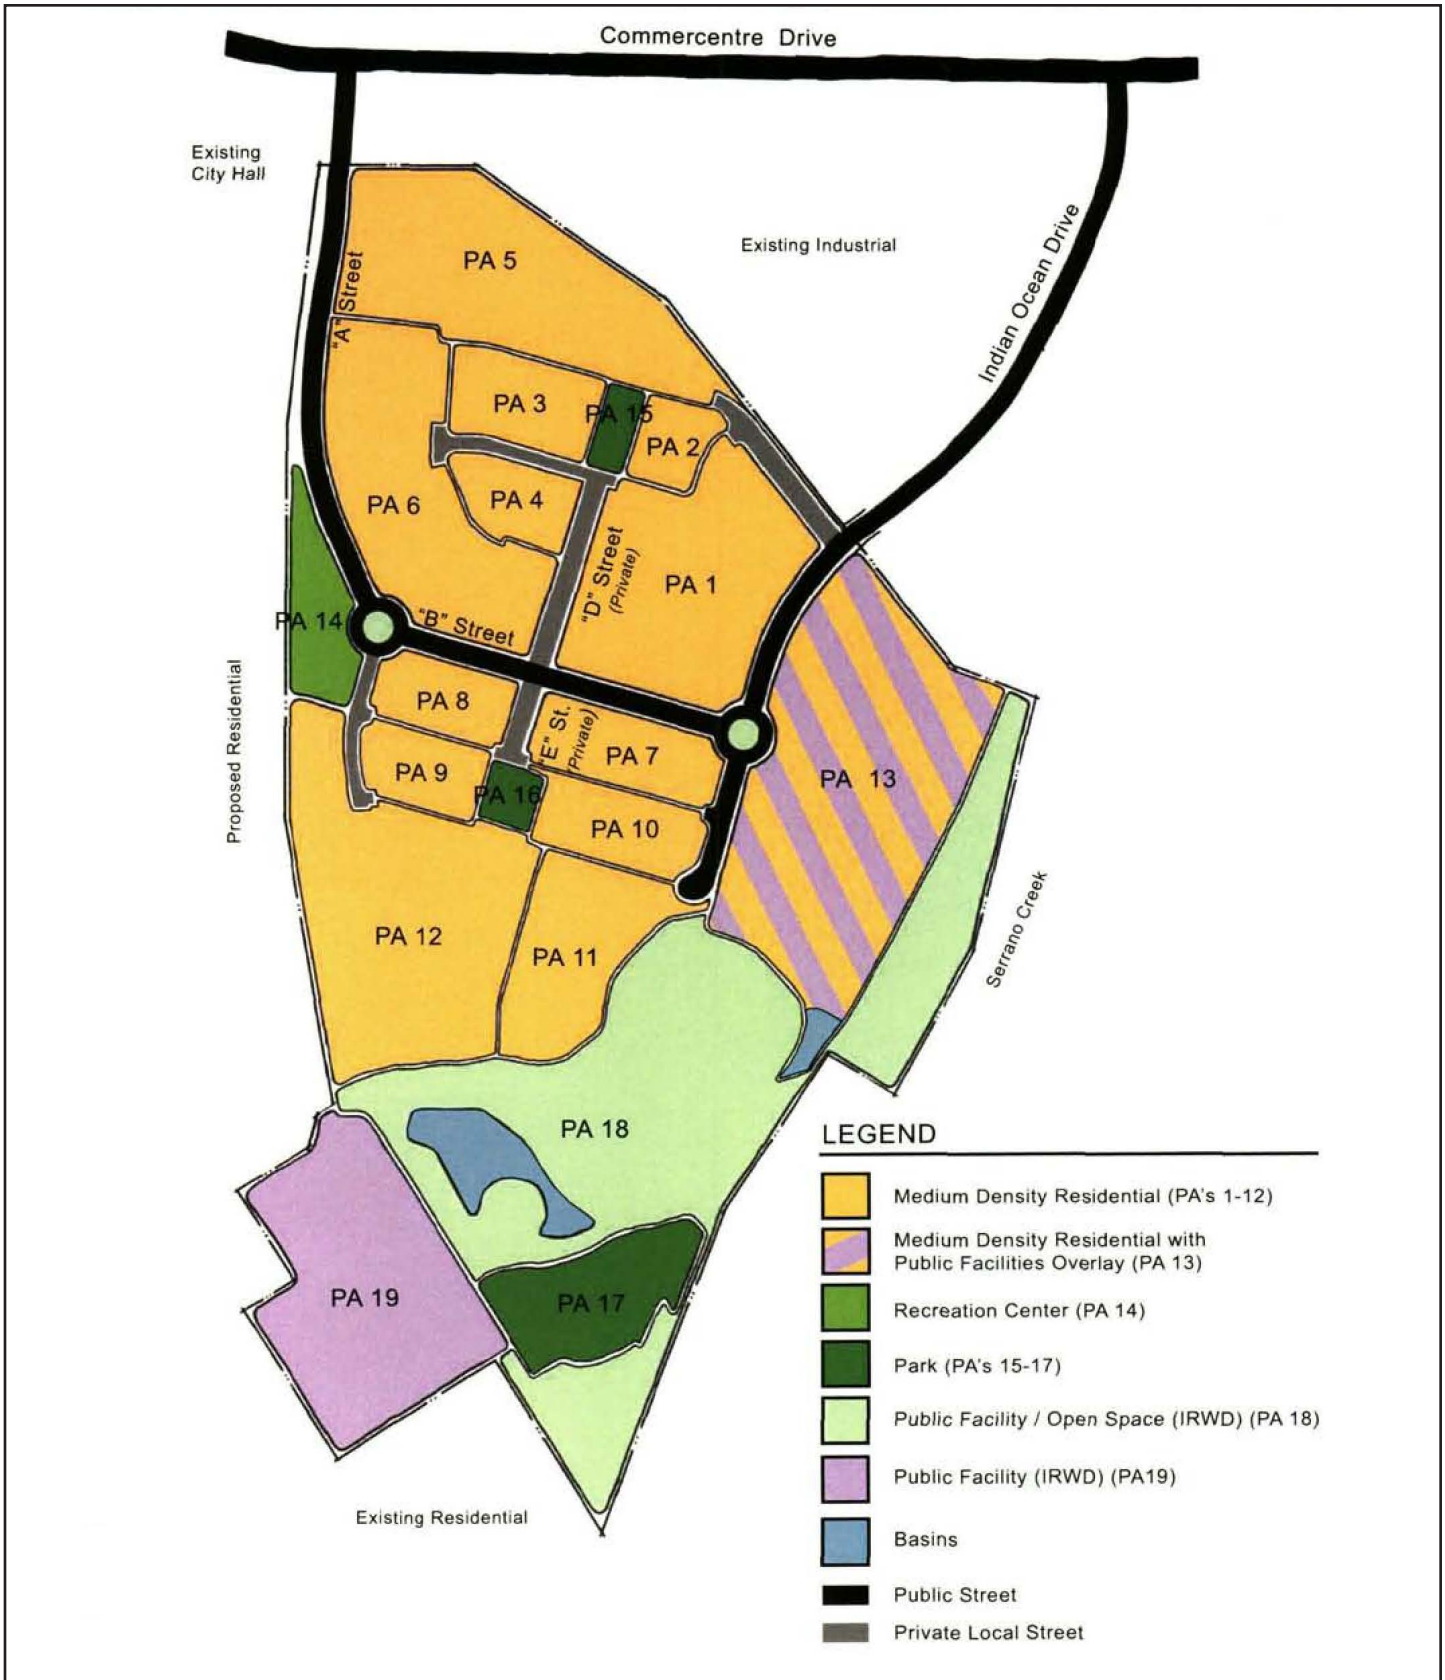 Commercentre Drive
Existing
City Hall
Existing Industrial
Indian Ocean Drive
PA 5
"A" Street
PA 3
PA 15
PA 2
PA 6
PA 4
"D" Street
(Private)
PA 1
PA 14
"B" Street
Proposed Residential
PA 8
"E" St.
(Private)
PA 7
PA 9
PA 16
PA 13
PA 10
PA 12
PA 11
Serrano Creek
PA 18
PA 19
PA 17
Existing Residential
LEGEND
Medium Density Residential (PA's 1-12)
Medium Density Residential with
Public Facilities Overlay (PA 13)
Recreation Center (PA 14)
Park (PA's 15-17)
Public Facility / Open Space (IRWD) (PA 18)
Public Facility (IRWD) (PA19)
Basins
Public Street
Private Local Street